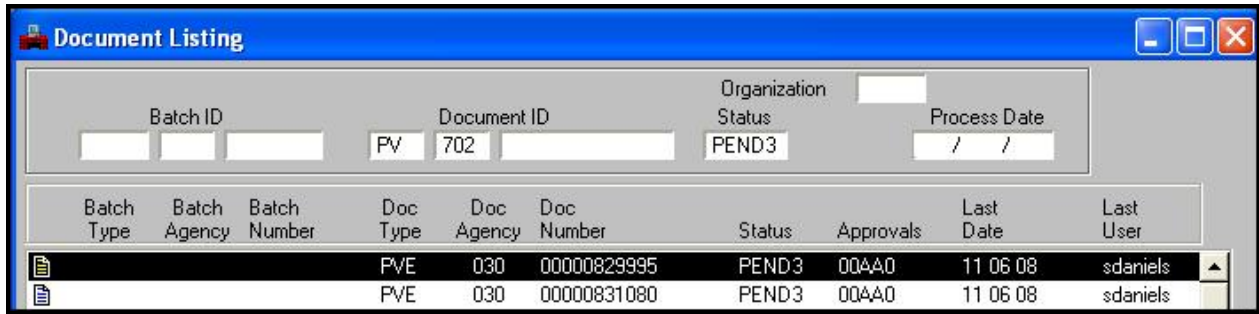 Document Listing
Organization
Batch ID Document ID Status Process Date
PV 702 PEND3 / /
Batch Batch Batch Doc Doc Doc Last Last
Type Agency Number Type Agency Number Status Approvals Date User
PVE 030 00000829995 PEND3 00AA0 11 06 08 sdaniels
PVE 030 00000831080 PEND3 00AA0 11 06 08 sdaniels